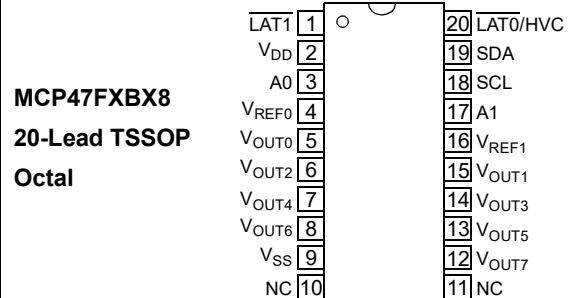 MCP47FXBX8
20-Lead TSSOP
Octal
LAT1 1
VDD 2
A0 3
VREF0 4
VOUT0 5
VOUT2 6
VOUT4 7
VOUT6 8
VSS 9
NC 10
20 LAT0/HVC
19 SDA
18 SCL
17 A1
16 VREF1
15 VOUT1
14 VOUT3
13 VOUT5
12 VOUT7
11 NC